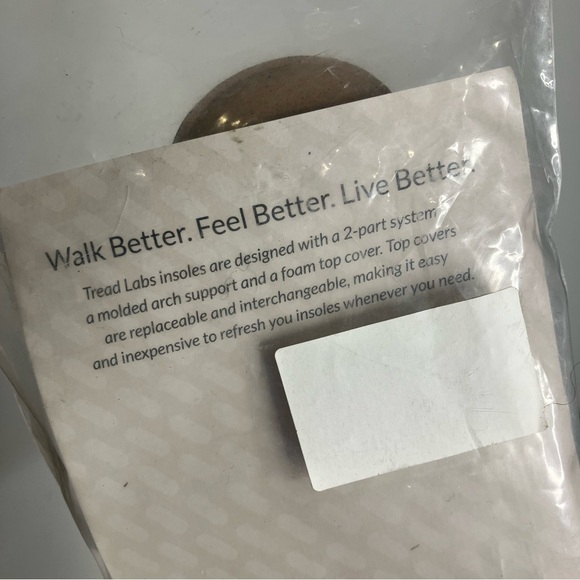 Walk Better. Feel Better. Live Better.
Tread Labs insoles are designed with a 2-part system
a molded arch support and a foam top cover. Top covers
are replaceable and interchangeable, making it easy
and inexpensive to refresh you insoles whenever you need.